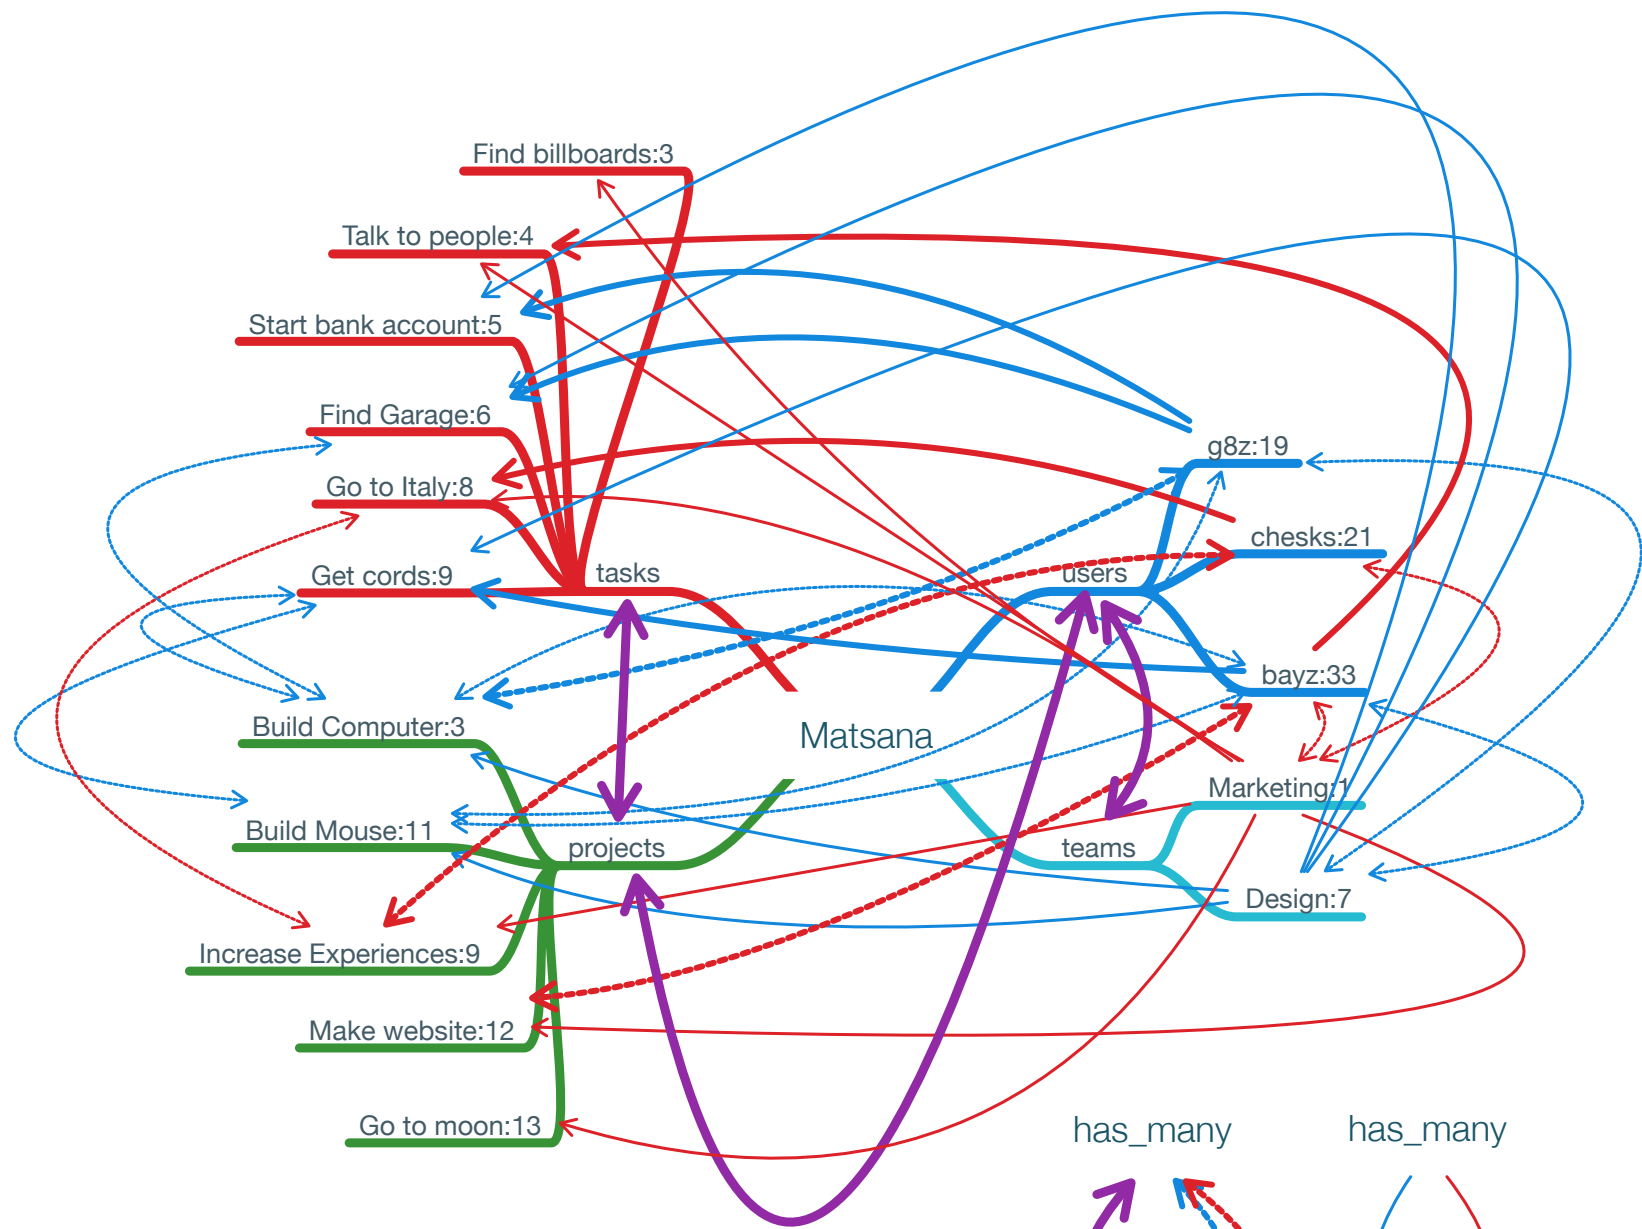 Find billboards:3
Talk to people:4
Start bank account:5
Find Garage:6
Go to Italy:8
Get cords:9
tasks
users
g8z:19
chesks:21
bayz:33
Matsana
Build Computer:3
Build Mouse:11
projects
Increase Experiences:9
Make website:12
Go to moon:13
teams
Marketing:1
Design:7
has_many
has_many